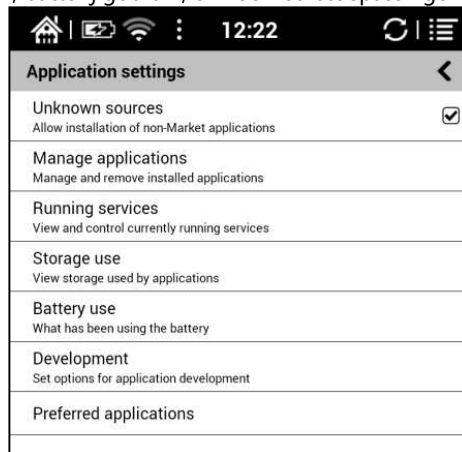 12:22
Application settings
Unknown sources
Allow installation of non-Market applications
Manage applications
Manage and remove installed applications
Running services
View and control currently running services
Storage use
View storage used by applications
Battery use
What has been using the battery
Development
Set options for application development
Preferred applications